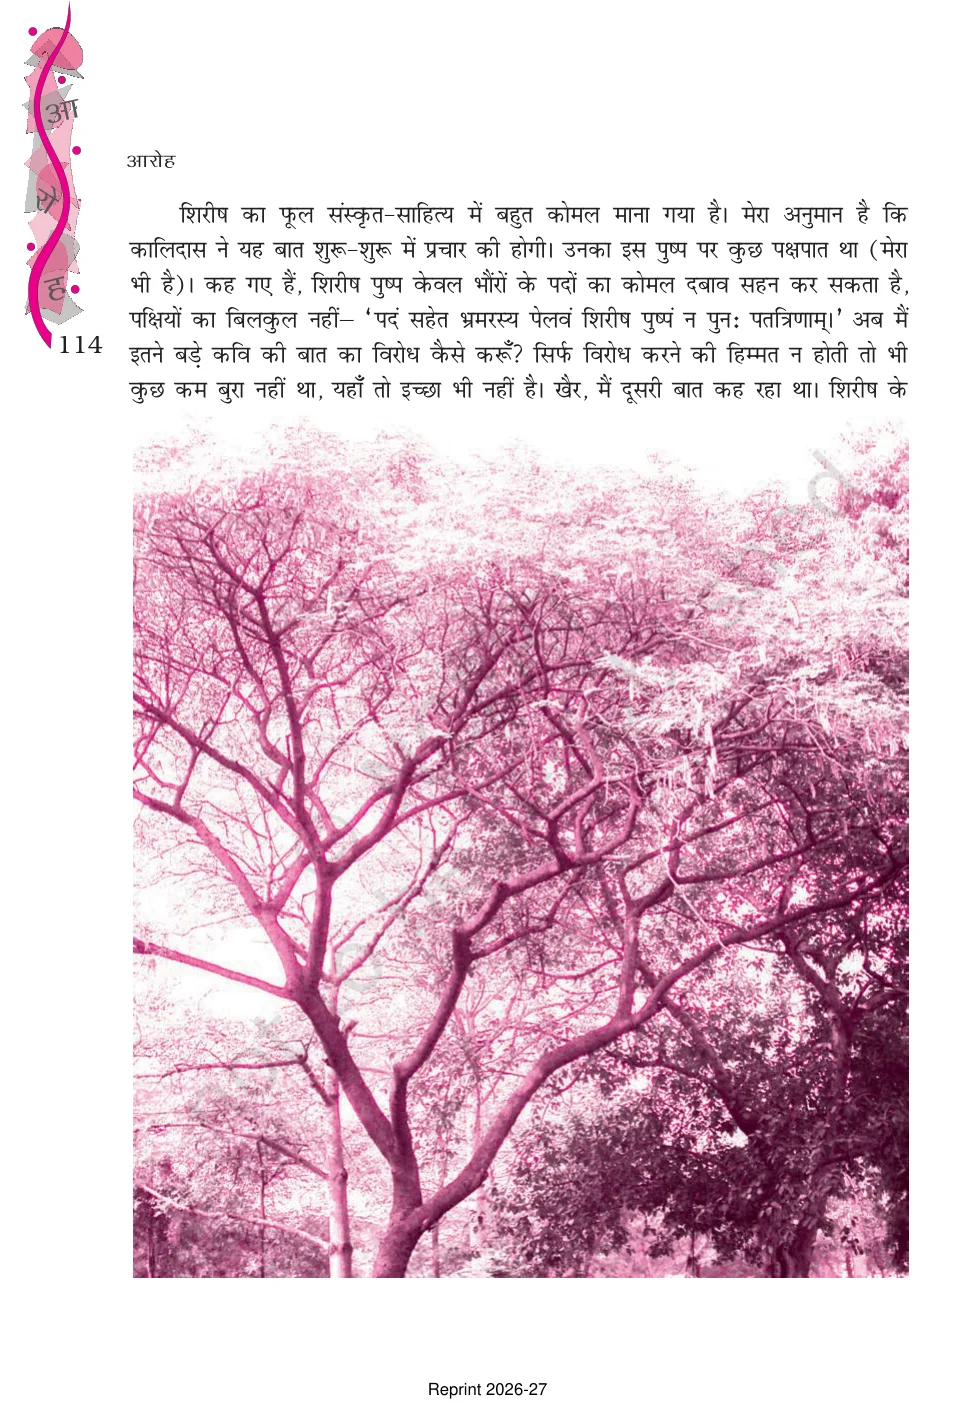 आ
रो
ह
आरोह
114
शिरीष का फूल संस्कृत-साहित्य में बहुत कोमल माना गया है। मेरा अनुमान है कि
कालिदास ने यह बात शुरू-शुरू में प्रचार की होगी। उनका इस पुष्प पर कुछ पक्षपात था (मेरा
भी है)। कह गए हैं, शिरीष पुष्प केवल भौंरों के पदों का कोमल दबाव सहन कर सकता है,
पक्षियों का बिलकुल नहीं– ‘पदं सहेत भ्रमरस्य पेलवं शिरीष पुष्पं न पुनः पतत्रिणाम्।’ अब मैं
इतने बड़े कवि की बात का विरोध कैसे करूँ? सिर्फ़ विरोध करने की हिम्मत न होती तो भी
कुछ कम बुरा नहीं था, यहाँ तो इच्छा भी नहीं है। खैर, मैं दूसरी बात कह रहा था। शिरीष के
Reprint 2026-27